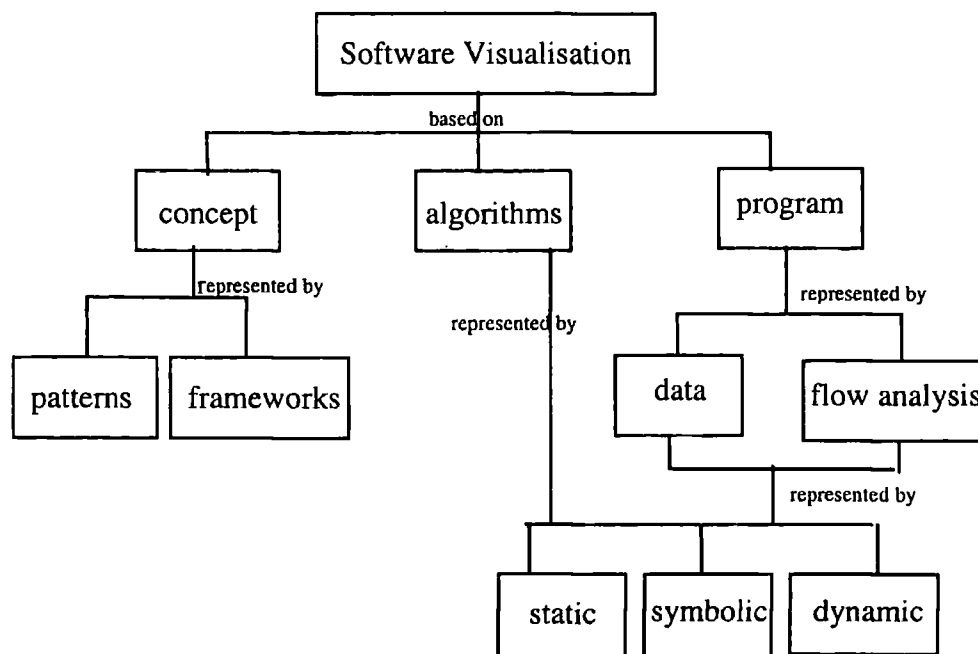 Software Visualisation
based on
concept
algorithms
program
represented by
represented by
represented by
patterns
frameworks
data
flow analysis
represented by
static
symbolic
dynamic